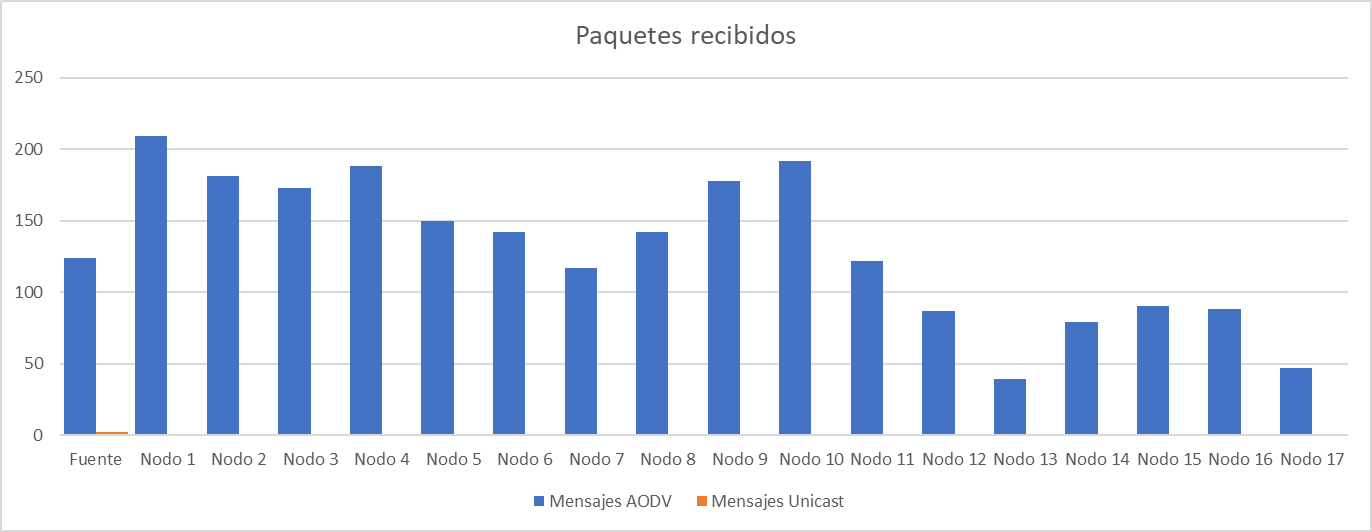 Paquetes recibidos
250
200
150
100
50
0
Fuente Nodo 1 Nodo 2 Nodo 3 Nodo 4 Nodo 5 Nodo 6 Nodo 7 Nodo 8 Nodo 9 Nodo 10 Nodo 11 Nodo 12 Nodo 13 Nodo 14 Nodo 15 Nodo 16 Nodo 17
Mensajes AODV Mensajes Unicast